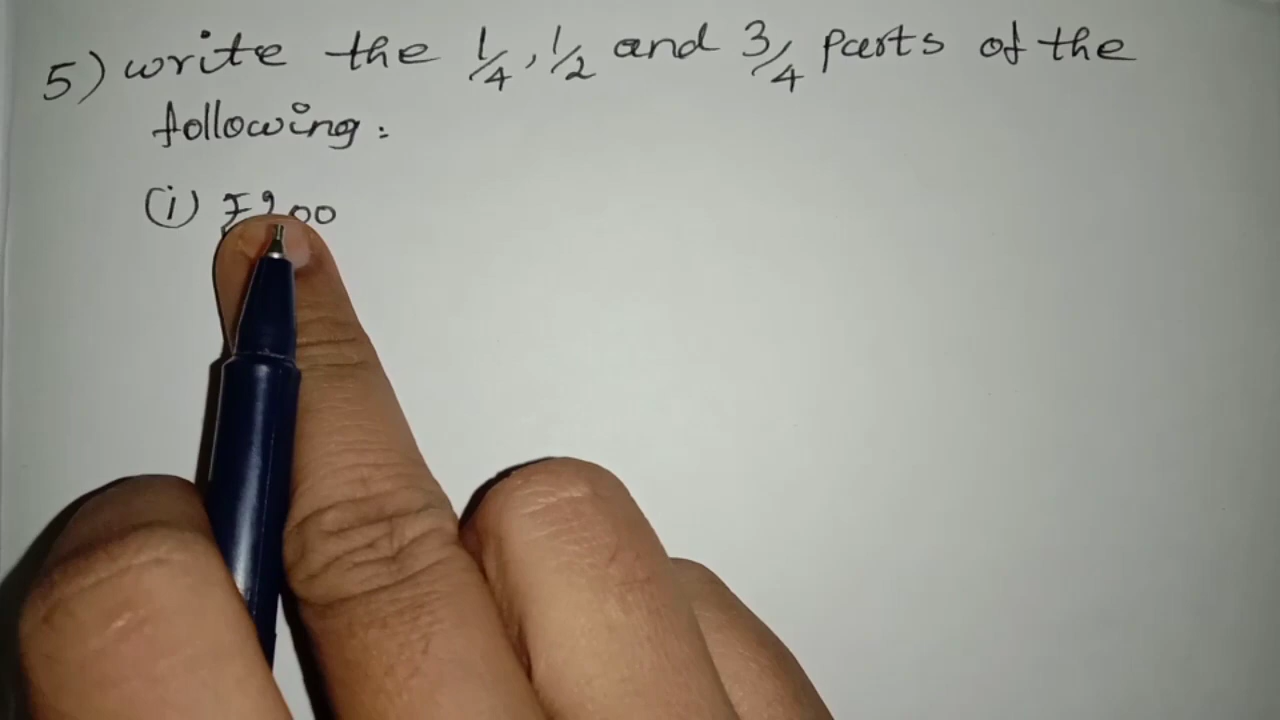 5) write the 1/4, 1/2 and 3/4 parts of the
following:
(i) ₹200